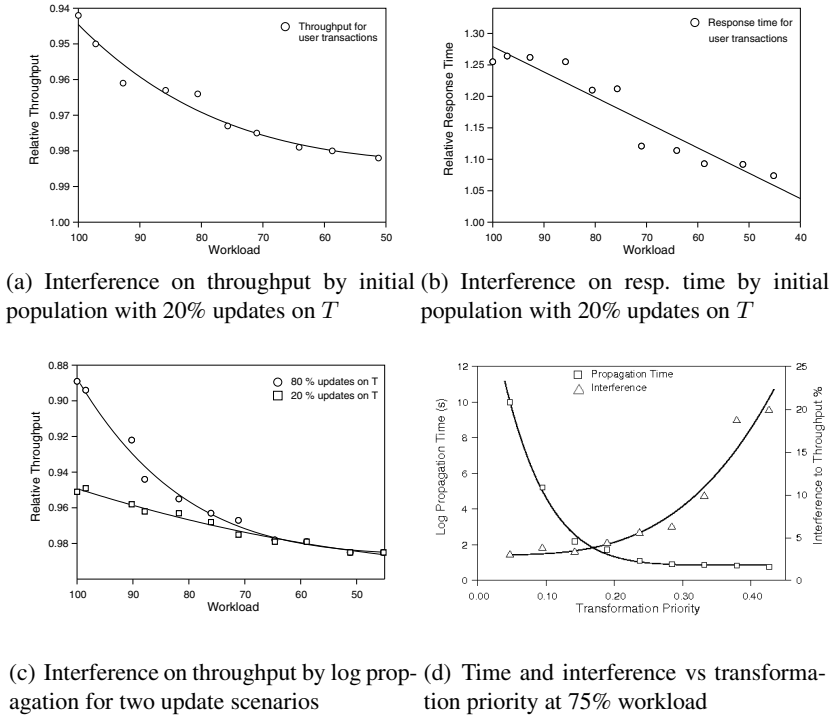 0.94
0.95
0.96
0.97
0.98
0.99
1.00
Relative Throughput
Throughput for
user transactions
100 90 80 70 60 50
Workload
1.30
1.25
1.20
1.15
1.10
1.05
1.00
Relative Response Time
Response time for
user transactions
100 90 80 70 60 50 40
Workload
(a) Interference on throughput by initial
population with 20% updates on T
(b) Interference on resp. time by initial
population with 20% updates on T
0.88
0.90
0.92
0.94
0.96
0.98
Relative Throughput
80 % updates on T
20 % updates on T
100 90 80 70 60 50
Workload
12
10
8
6
4
2
0
Log Propagation Time (s)
Propagation Time
Interference
25
20
15
10
5
0
Interference to Throughput %
0.00 0.10 0.20 0.30 0.40
Transformation Priority
(c) Interference on throughput by log prop-
agation for two update scenarios
(d) Time and interference vs transforma-
tion priority at 75% workload